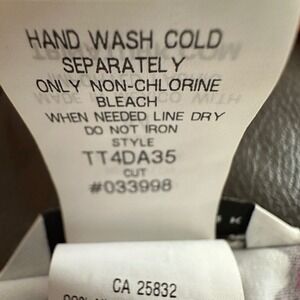 HAND WASH COLD
SEPARATELY
ONLY NON-CHLORINE
BLEACH
WHEN NEEDED LINE DRY
DO NOT IRON
STYLE
TT4DA35
CUT
#033998
CA 25832